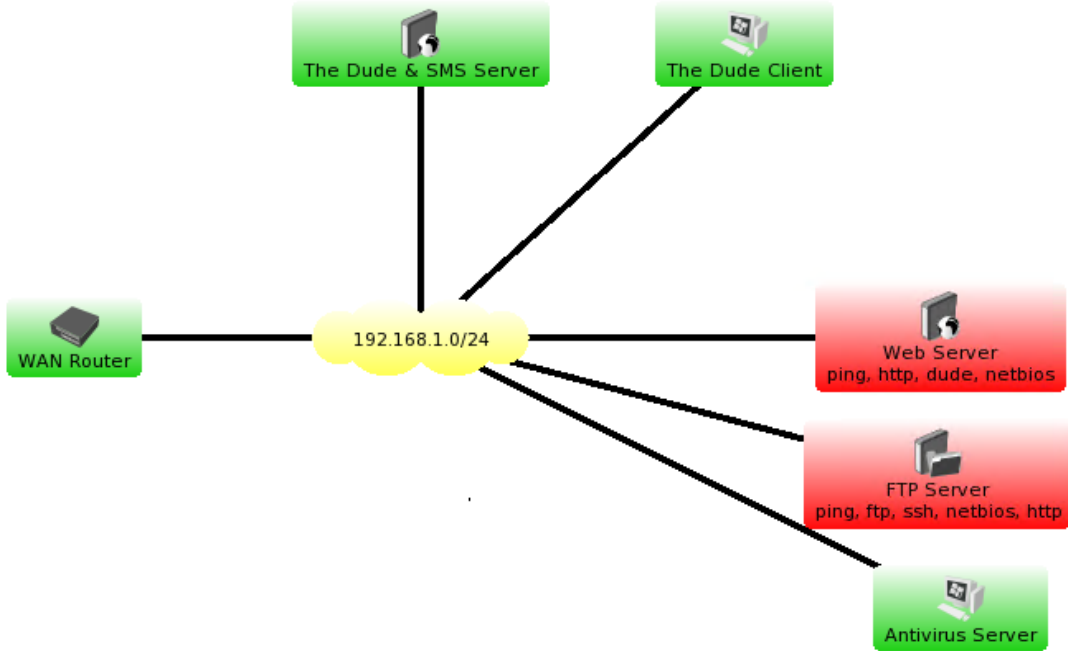 The Dude & SMS Server
The Dude Client
WAN Router
192.168.1.0/24
Web Server
ping, http, dude, netbios
FTP Server
ping, ftp, ssh, netbios, http
Antivirus Server